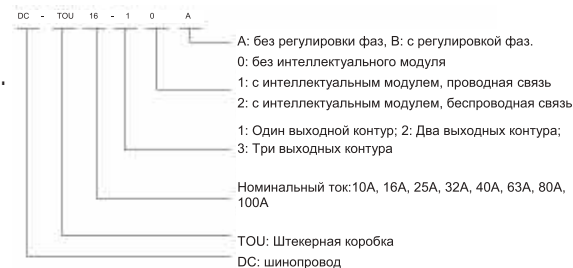 DC - TOU 16 - 1 0 A
A: без регулировки фаз, B: с регулировкой фаз.
0: без интеллектуального модуля
1: с интеллектуальным модулем, проводная связь
2: с интеллектуальным модулем, беспроводная связь
1: Один выходной контур; 2: Два выходных контура;
3: Три выходных контура
Номинальный ток:10A, 16A, 25A, 32A, 40A, 63A, 80A,
100A
TOU: Штекерная коробка
DC: шинопровод